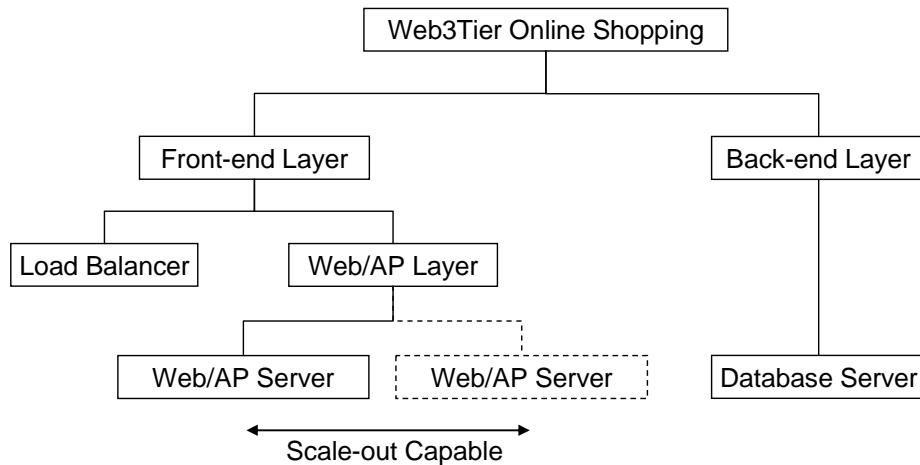 Web3Tier Online Shopping
Front-end Layer
Back-end Layer
Load Balancer
Web/AP Layer
Web/AP Server
Web/AP Server
Database Server
Scale-out Capable